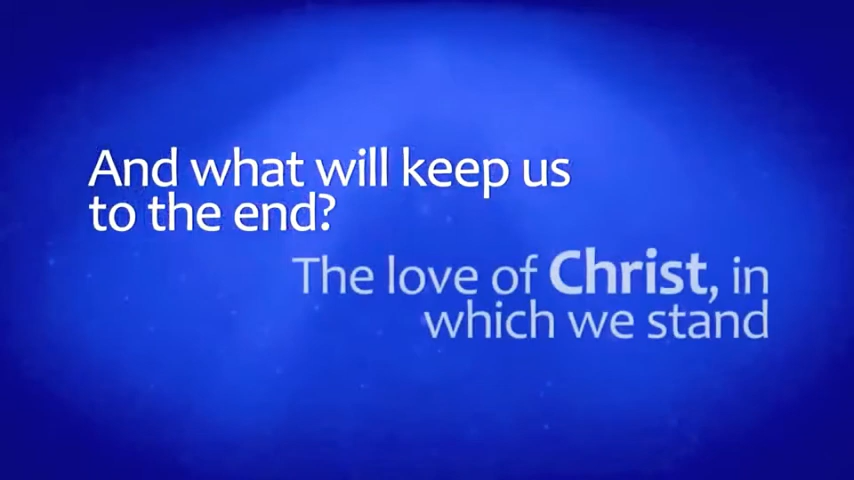 And what will keep us
to the end?
The love of Christ, in
which we stand